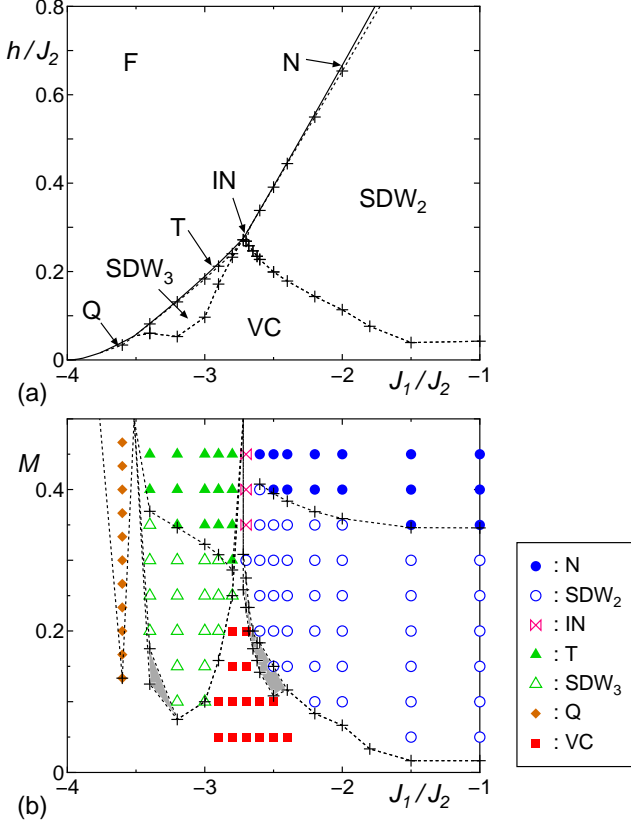 h/J2
0.8
0.6
0.4
0.2
0
F
N
IN
T
SDW3
Q
SDW2
VC
−4
−3
−2
−1
J1/J2
(a)
M
0.4
0.2
0
−4
−3
−2
−1
J1/J2
(b)
: N
: SDW2
: IN
: T
: SDW3
: Q
: VC